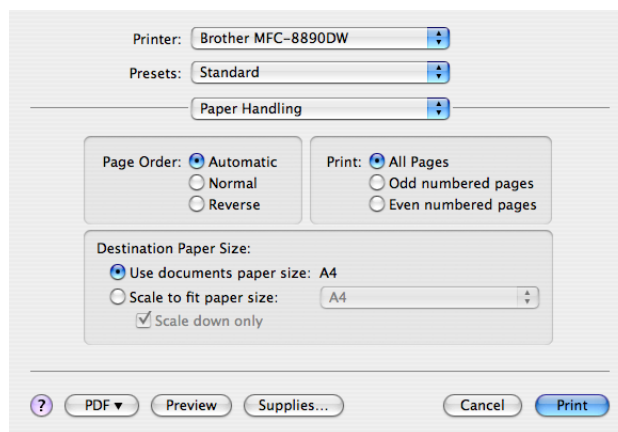 Printer: Brother MFC-8890DW
Presets: Standard
Paper Handling
Page Order: Automatic Print: All Pages
Normal Odd numbered pages
Reverse Even numbered pages
Destination Paper Size:
Use documents paper size: A4
Scale to fit paper size: A4
Scale down only
? PDF ▼ Preview Supplies... Cancel Print